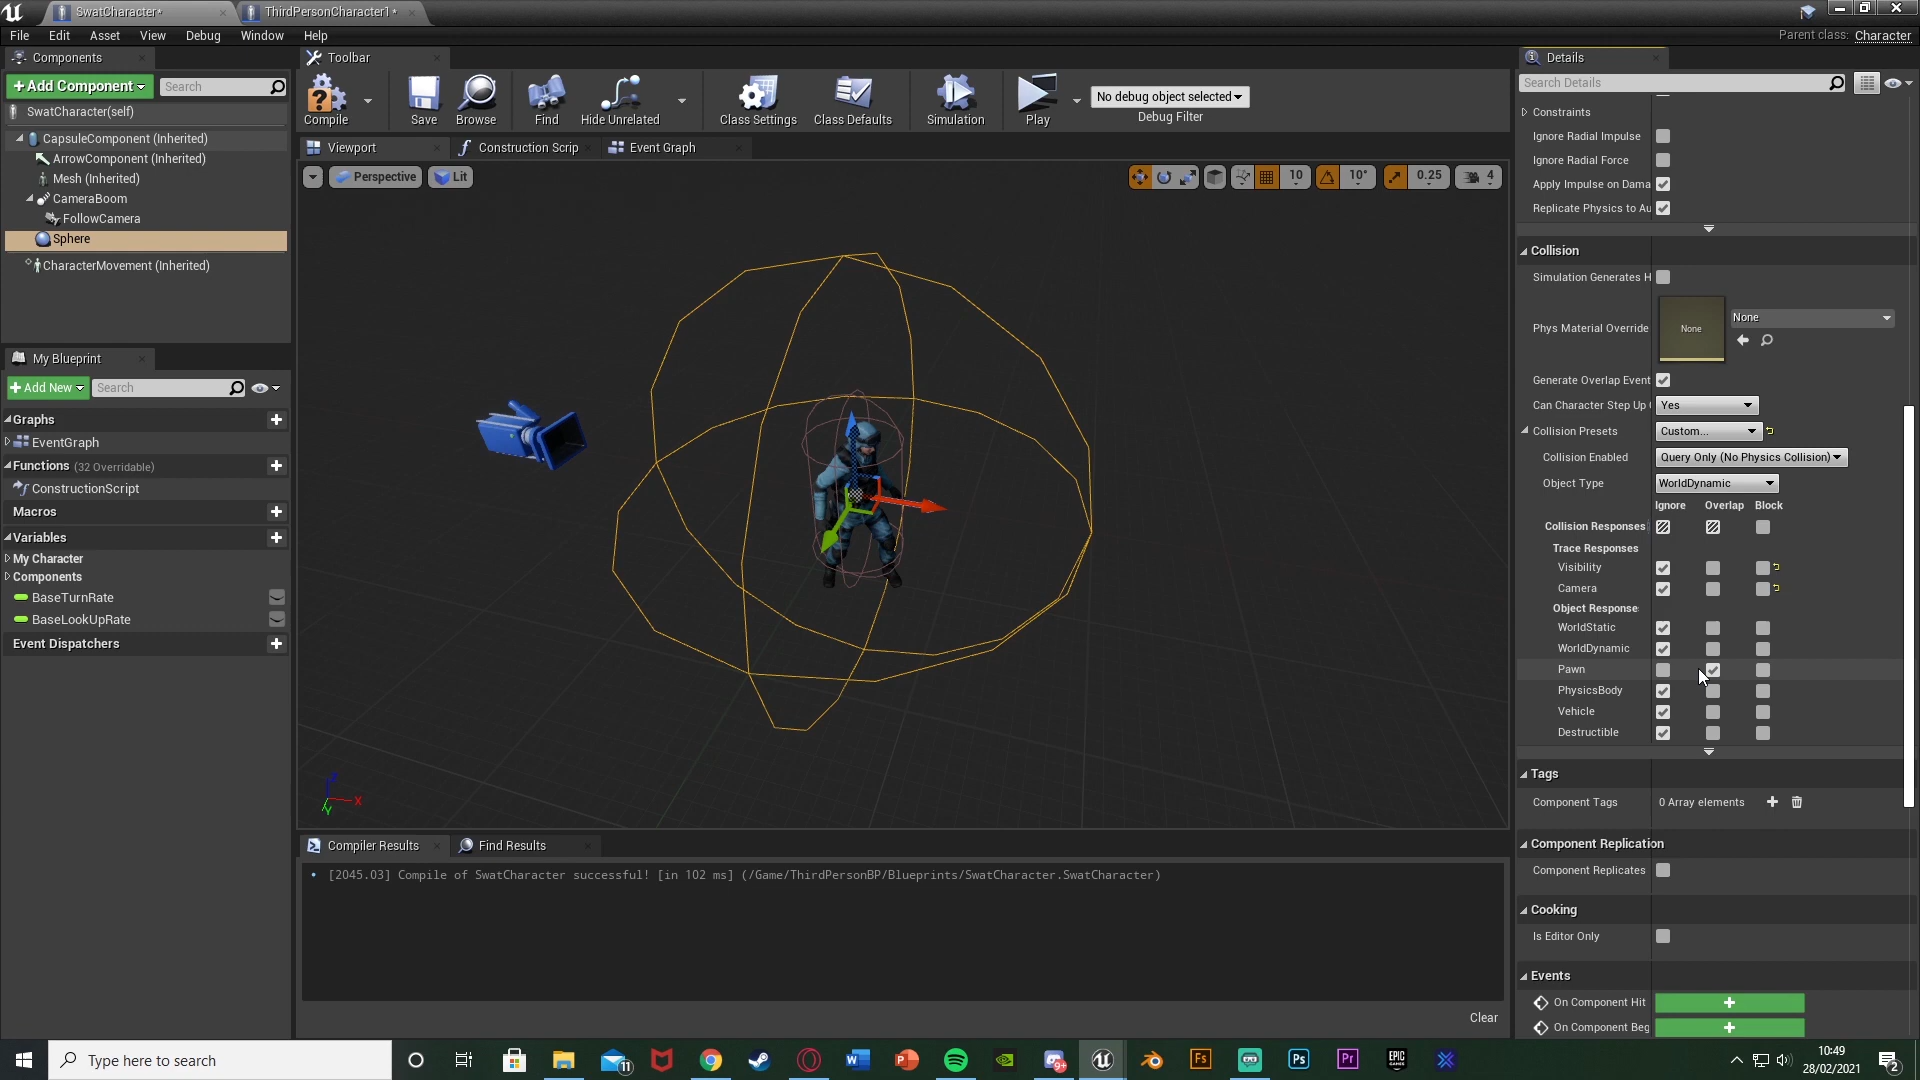 SwatCharacter*
ThirdPersonCharacter1*
File Edit Asset View Debug Window Help
Parent class: Character
Components
+Add Component
Search
SwatCharacter(self)
CapsuleComponent (Inherited)
ArrowComponent (Inherited)
Mesh (Inherited)
CameraBoom
FollowCamera
Sphere
CharacterMovement (Inherited)
My Blueprint
+Add New
Search
Graphs
EventGraph
Functions (32 Overridable)
ConstructionScript
Macros
Variables
My Character
Components
BaseTurnRate
BaseLookUpRate
Event Dispatchers
Toolbar
Compile
Save
Browse
Find
Hide Unrelated
Class Settings
Class Defaults
Simulation
Play
No debug object selected
Debug Filter
Viewport
Construction Scrip
Event Graph
Perspective
Lit
10
10°
0.25
4
X
Y
Compiler Results
Find Results
[2045.03] Compile of SwatCharacter successful! [in 102 ms] (/Game/ThirdPersonBP/Blueprints/SwatCharacter.SwatCharacter)
Clear
Details
Search Details
Constraints
Ignore Radial Impulse
Ignore Radial Force
Apply Impulse on Dama
Replicate Physics to Au
Collision
Simulation Generates H
Phys Material Override
None
None
Generate Overlap Event
Can Character Step Up
Yes
Collision Presets
Custom...
Collision Enabled
Query Only (No Physics Collision)
Object Type
WorldDynamic
Ignore Overlap Block
Collision Responses
Trace Responses
Visibility
Camera
Object Response
WorldStatic
WorldDynamic
Pawn
PhysicsBody
Vehicle
Destructible
Tags
Component Tags
0 Array elements
Component Replication
Component Replicates
Cooking
Is Editor Only
Events
On Component Hit
On Component Beg
Type here to search
11
10:49
28/02/2021
2